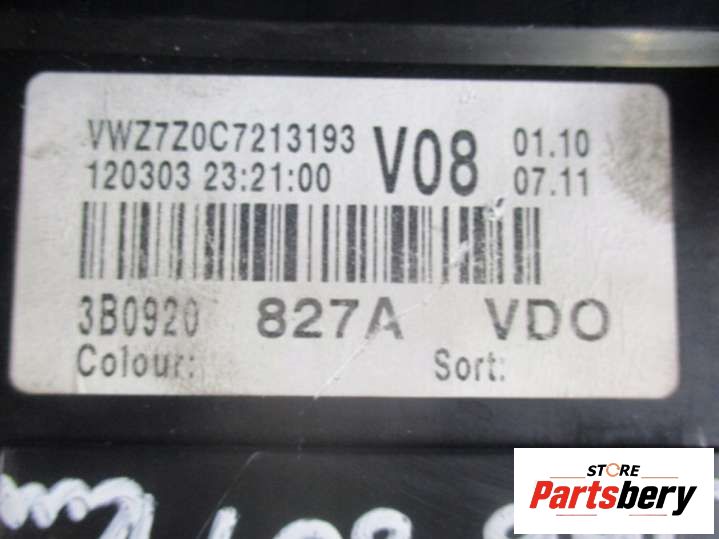 VWZ7Z0C7213193 V08 01.10
120303 23:21:00 07.11
3B0920 827A VDO
Colour: Sort:
STORE
Partsbery